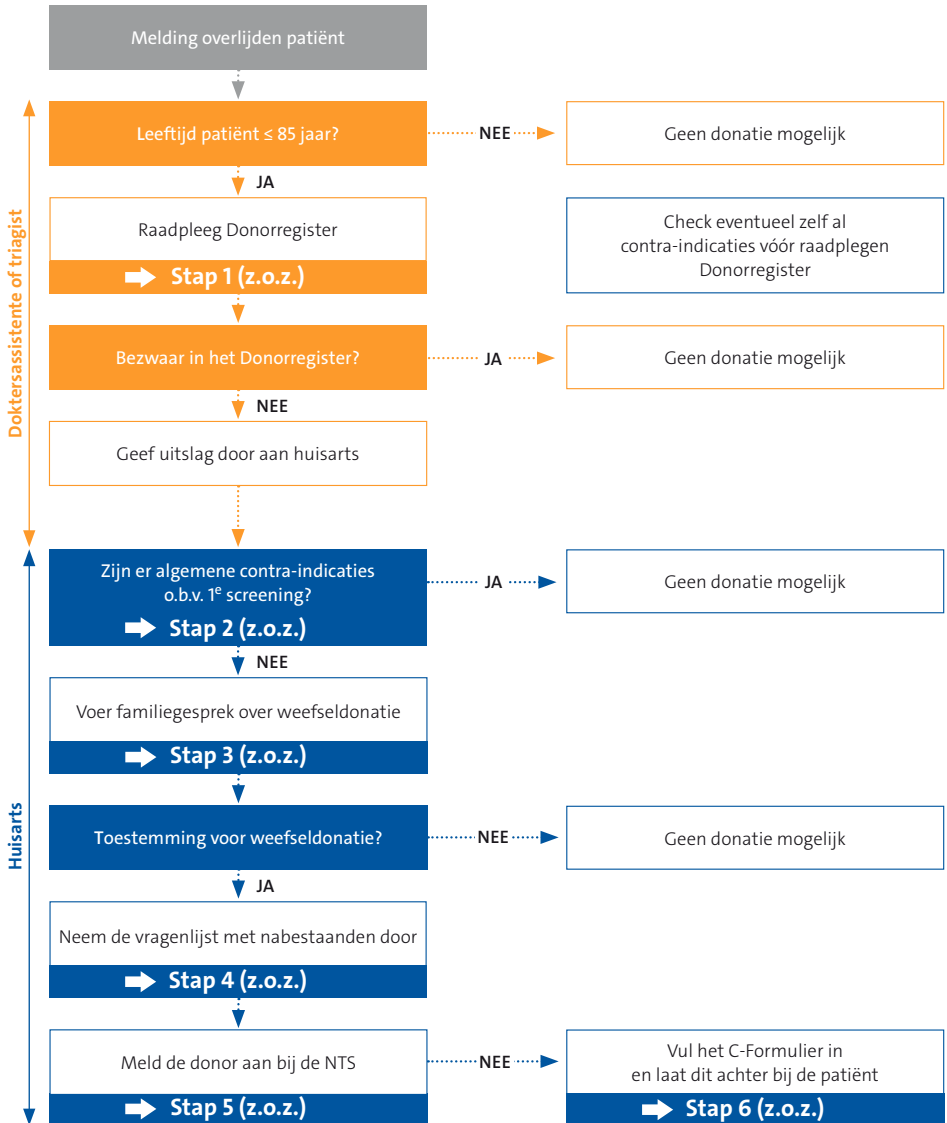 Melding overlijden patiënt
Leeftijd patiënt ≤ 85 jaar?
NEE
Geen donatie mogelijk
JA
Raadpleeg Donorregister
Stap 1 (z.o.z.)
Check eventueel zelf al
contra-indicaties vóór raadplegen
Donorregister
Bezwaar in het Donorregister?
JA
Geen donatie mogelijk
NEE
Geef uitslag door aan huisarts
Doktersassistente of triagist
Zijn er algemene contra-indicaties
o.b.v. 1e screening?
Stap 2 (z.o.z.)
JA
Geen donatie mogelijk
NEE
Voer familiegesprek over weefseldonatie
Stap 3 (z.o.z.)
Toestemming voor weefseldonatie?
NEE
Geen donatie mogelijk
JA
Neem de vragenlijst met nabestaanden door
Stap 4 (z.o.z.)
Meld de donor aan bij de NTS
Stap 5 (z.o.z.)
NEE
Vul het C-Formulier in
en laat dit achter bij de patiënt
Stap 6 (z.o.z.)
Huisarts